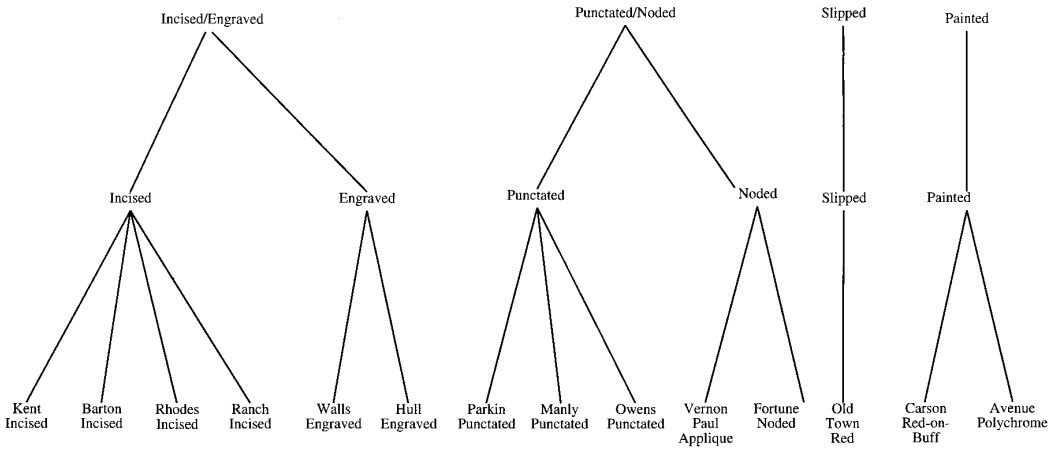 Incised/Engraved
Punctated/Noded
Slipped
Painted
Incised
Engraved
Punctated
Noded
Slipped
Painted
Kent
Incised
Barton
Incised
Rhodes
Incised
Ranch
Incised
Walls
Engraved
Hull
Engraved
Parkin
Punctated
Manly
Punctated
Owens
Punctated
Vernon
Paul
Applique
Fortune
Noded
Old
Town
Red
Carson
Red-on-
Buff
Avenue
Polychrome